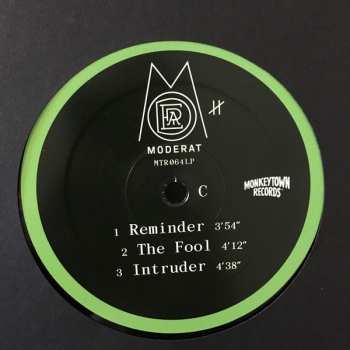 MODERAT
MTR064LP
C
MONKEYTOWN
RECORDS
1 Reminder 3'54"
2 The Fool 4'12"
3 Intruder 4'38"